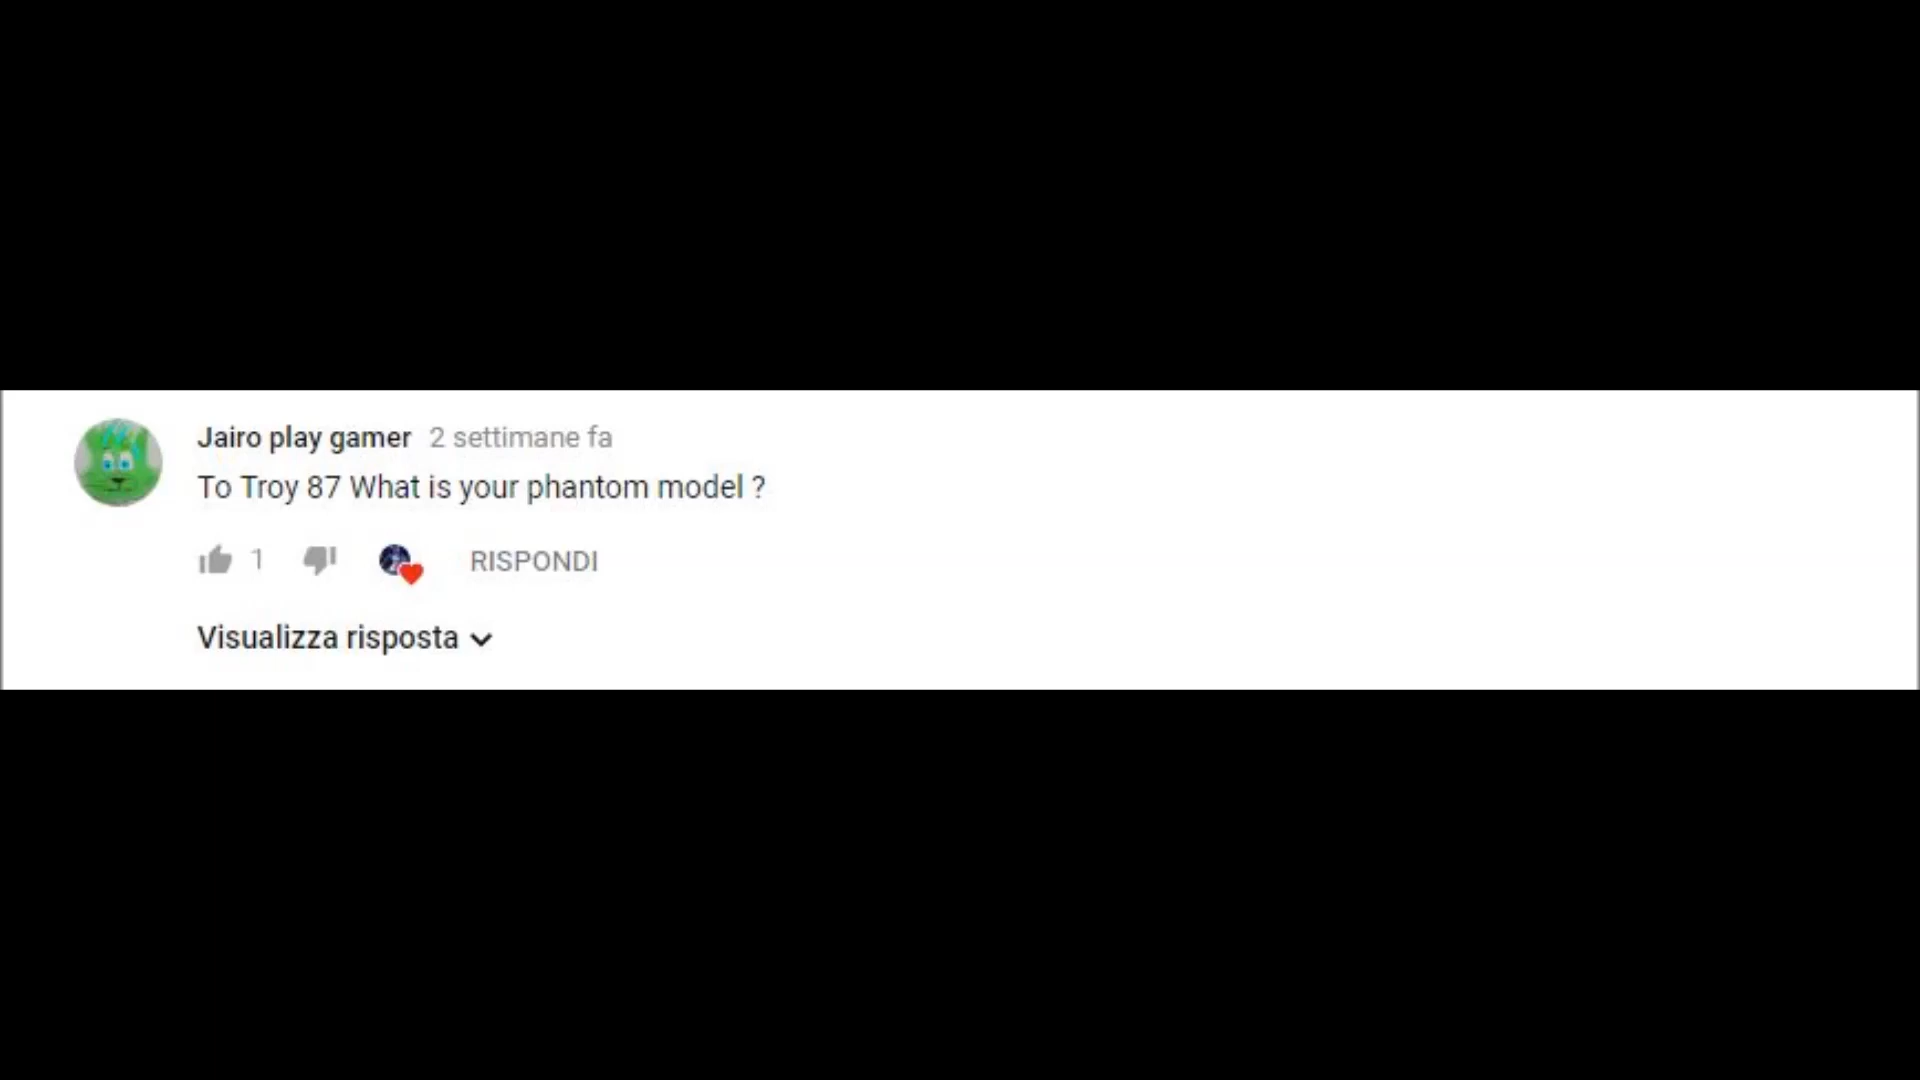 Jairo play gamer 2 settimane fa
To Troy 87 What is your phantom model ?
1 RISPONDI
Visualizza risposta